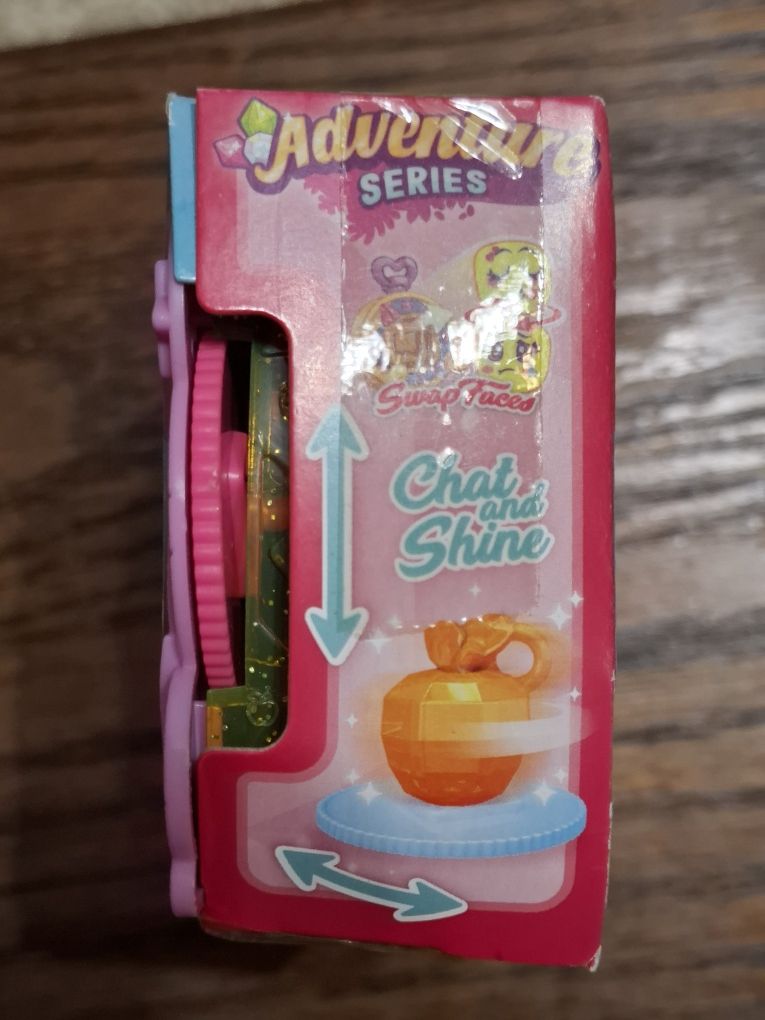 Adventure
SERIES
Swap Faces
Chat
and
Shine